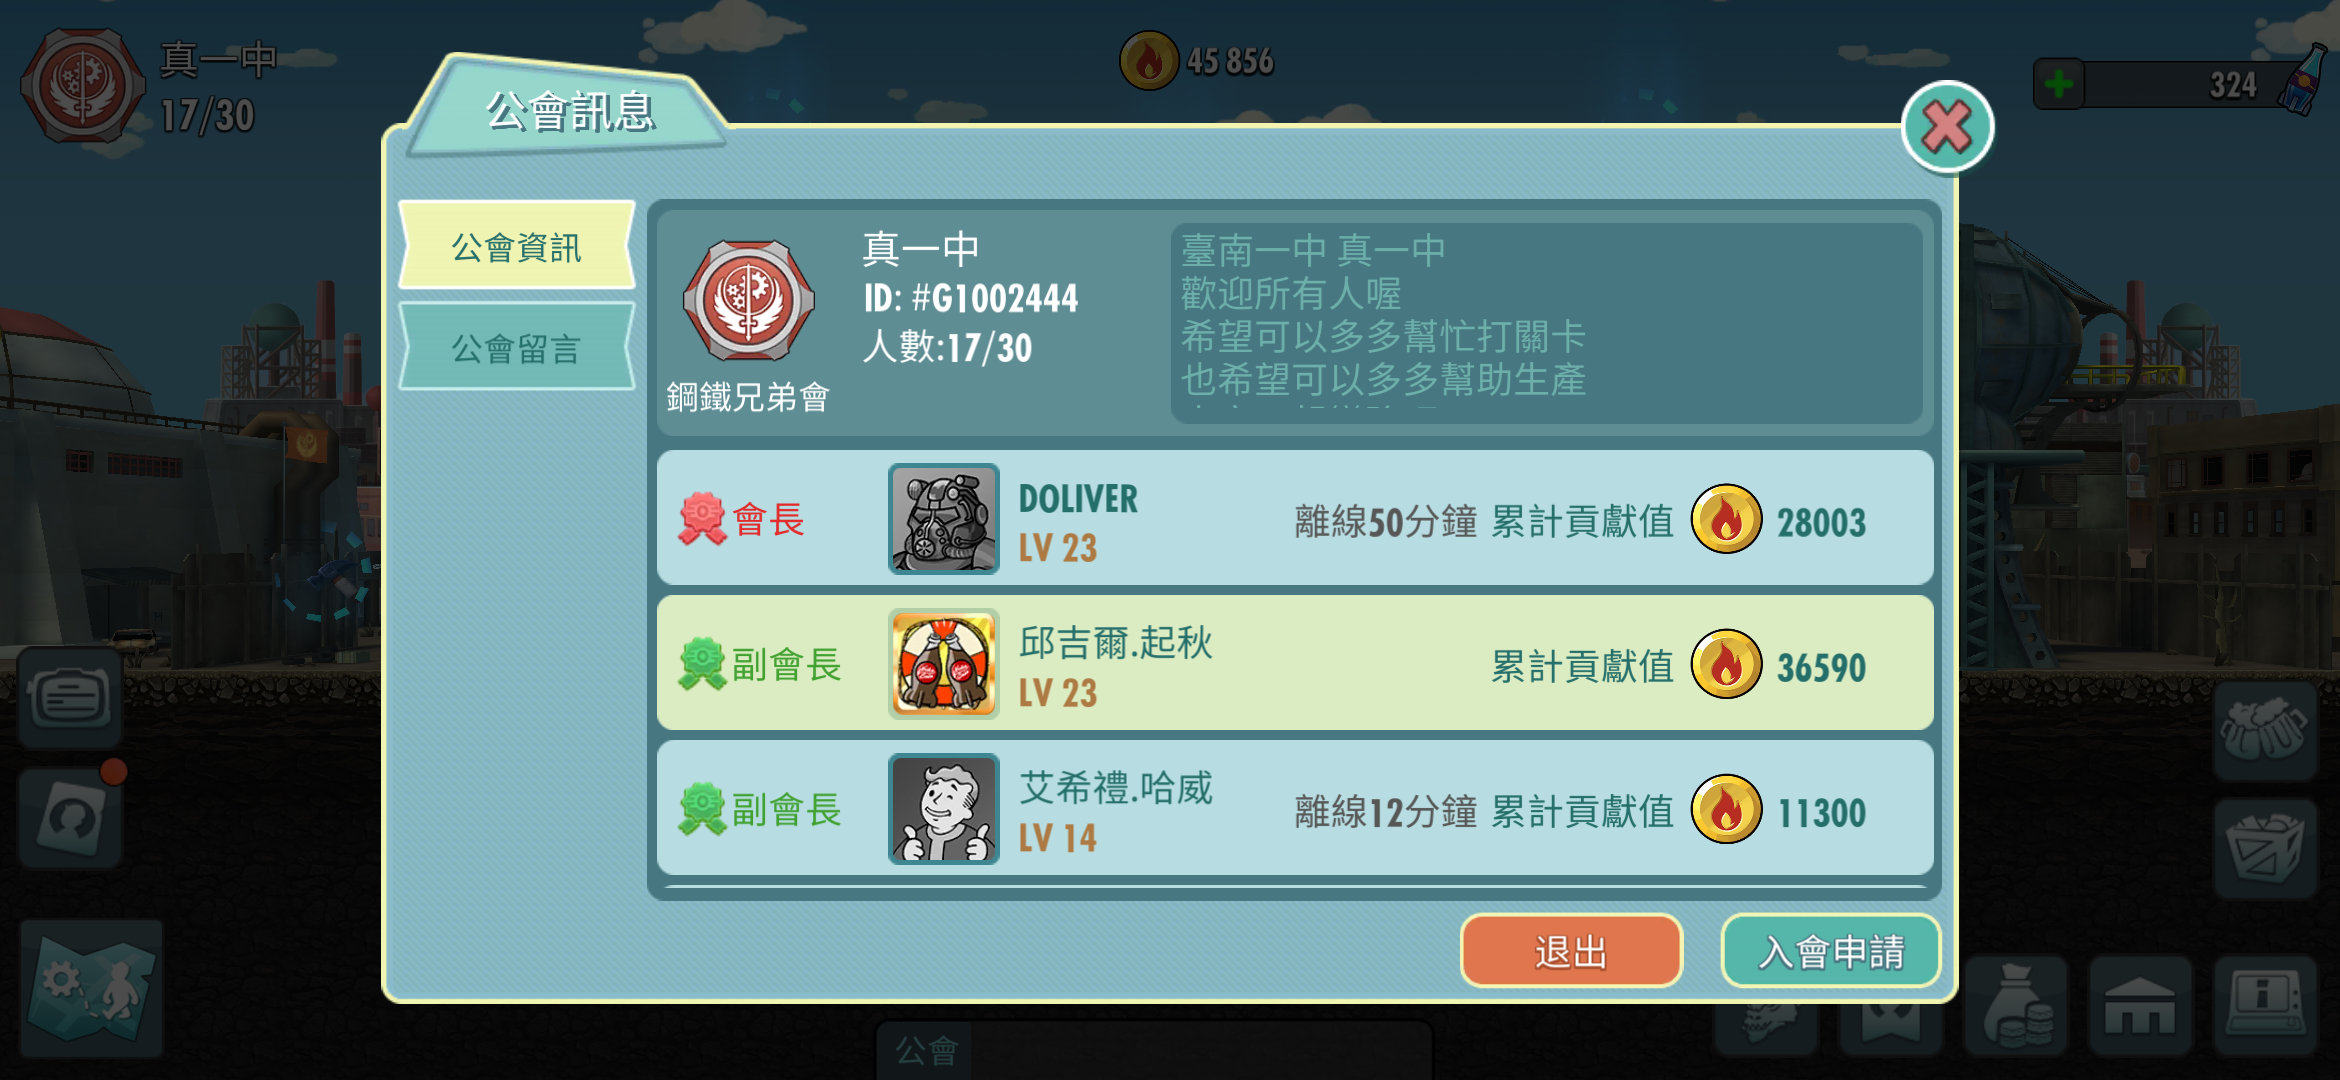 真一中
17/30
45 856
324
公會訊息
公會資訊
公會留言
真一中
ID: #G1002444
人數:17/30
鋼鐵兄弟會
臺南一中 真一中
歡迎所有人喔
希望可以多多幫忙打關卡
也希望可以多多幫助生產
會長
DOLIVER
LV 23
離線50分鐘 累計貢獻值 28003
副會長
邱吉爾.起秋
LV 23
累計貢獻值 36590
副會長
艾希禮.哈威
LV 14
離線12分鐘 累計貢獻值 11300
退出
入會申請
公會